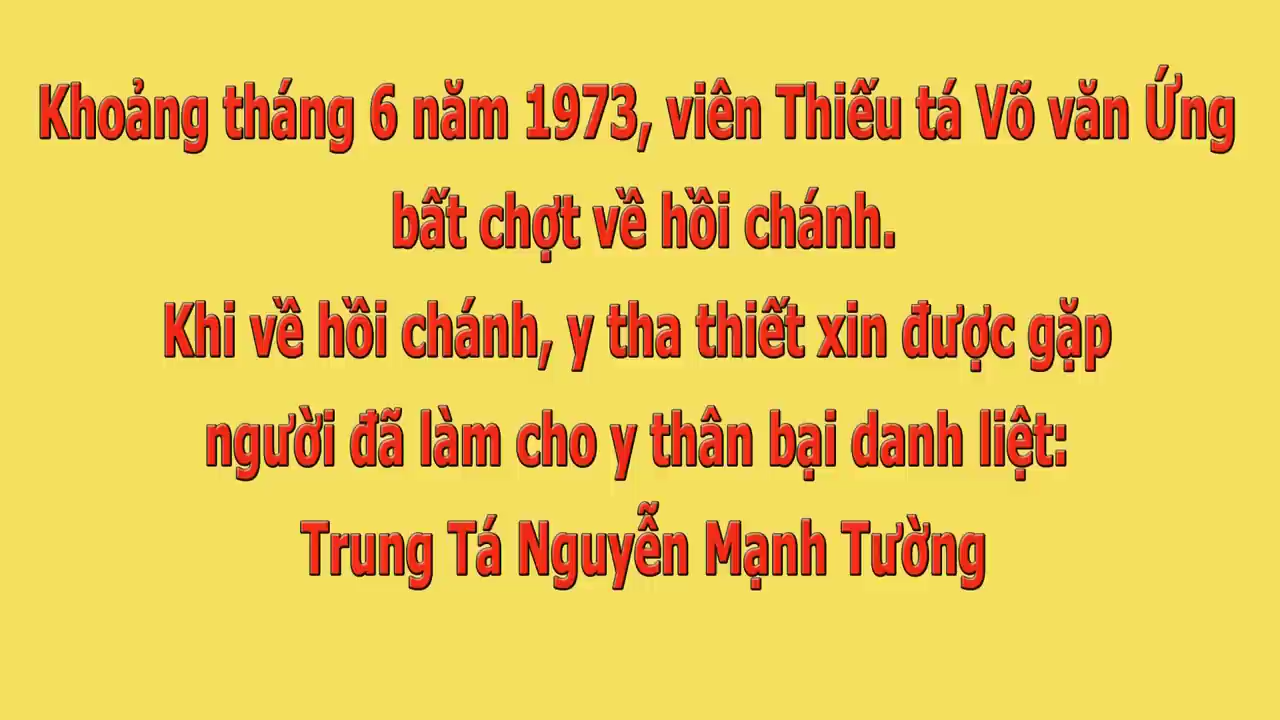 Khoảng tháng 6 năm 1973, viên Thiếu tá Võ văn Ứng
bất chợt về hồi chánh.
Khi về hồi chánh, y tha thiết xin được gặp
người đã làm cho y thân bại danh liệt:
Trung Tá Nguyễn Mạnh Tường